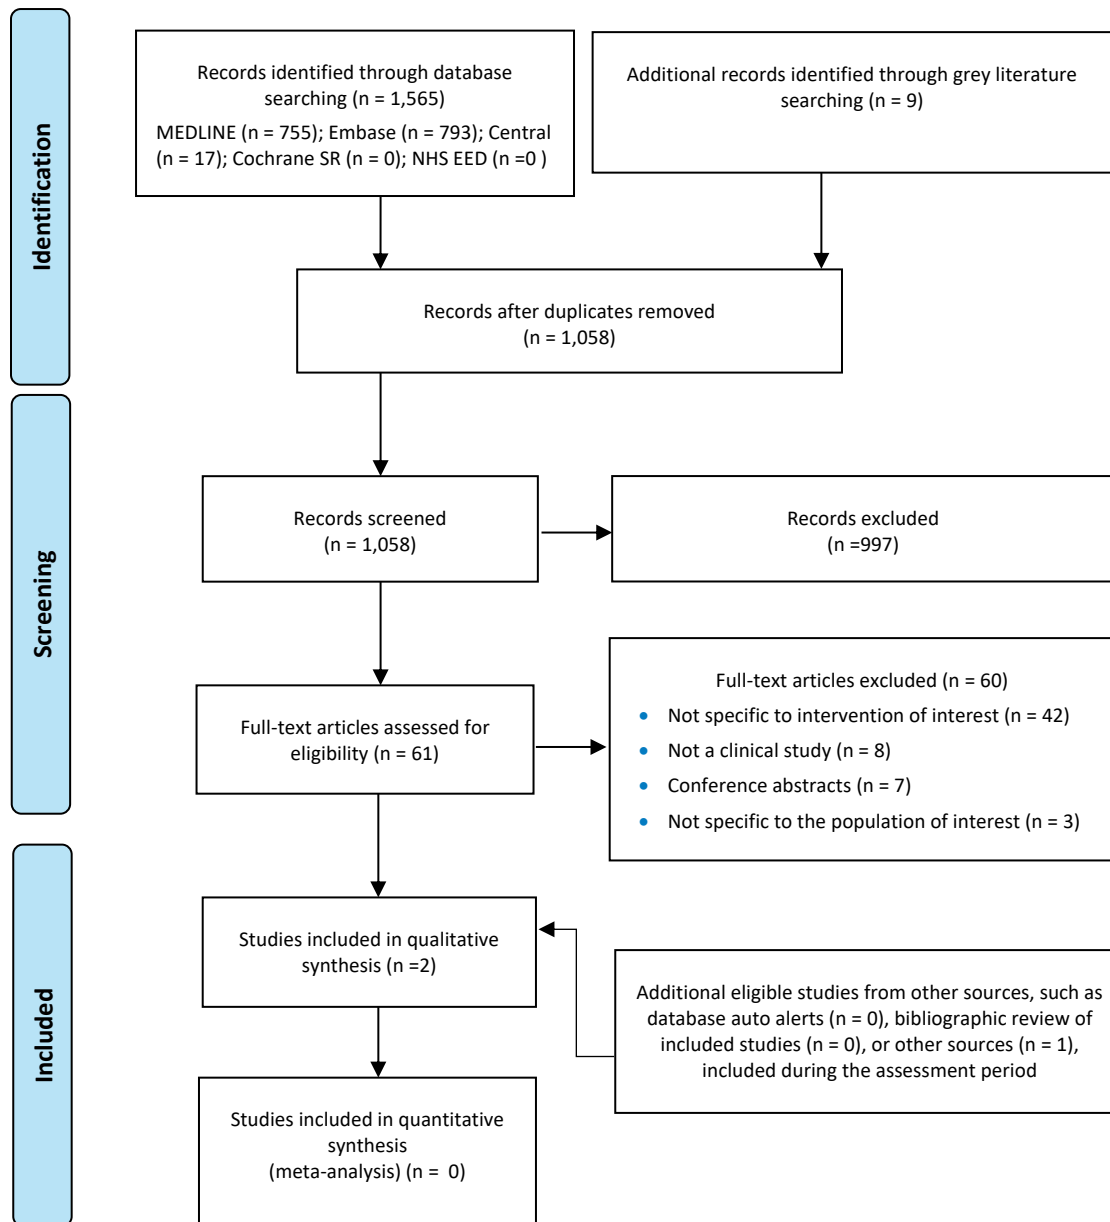 Identification
Records identified through database
searching (n = 1,565)
MEDLINE (n = 755); Embase (n = 793); Central
(n = 17); Cochrane SR (n = 0); NHS EED (n =0 )
Additional records identified through grey literature
searching (n = 9)
Records after duplicates removed
(n = 1,058)
Screening
Records screened
(n = 1,058)
Records excluded
(n =997)
Full-text articles assessed for
eligibility (n = 61)
Full-text articles excluded (n = 60)
• Not specific to intervention of interest (n = 42)
• Not a clinical study (n = 8)
• Conference abstracts (n = 7)
• Not specific to the population of interest (n = 3)
Included
Studies included in qualitative
synthesis (n =2)
Additional eligible studies from other sources, such as
database auto alerts (n = 0), bibliographic review of
included studies (n = 0), or other sources (n = 1),
included during the assessment period
Studies included in quantitative
synthesis
(meta-analysis) (n =  0)